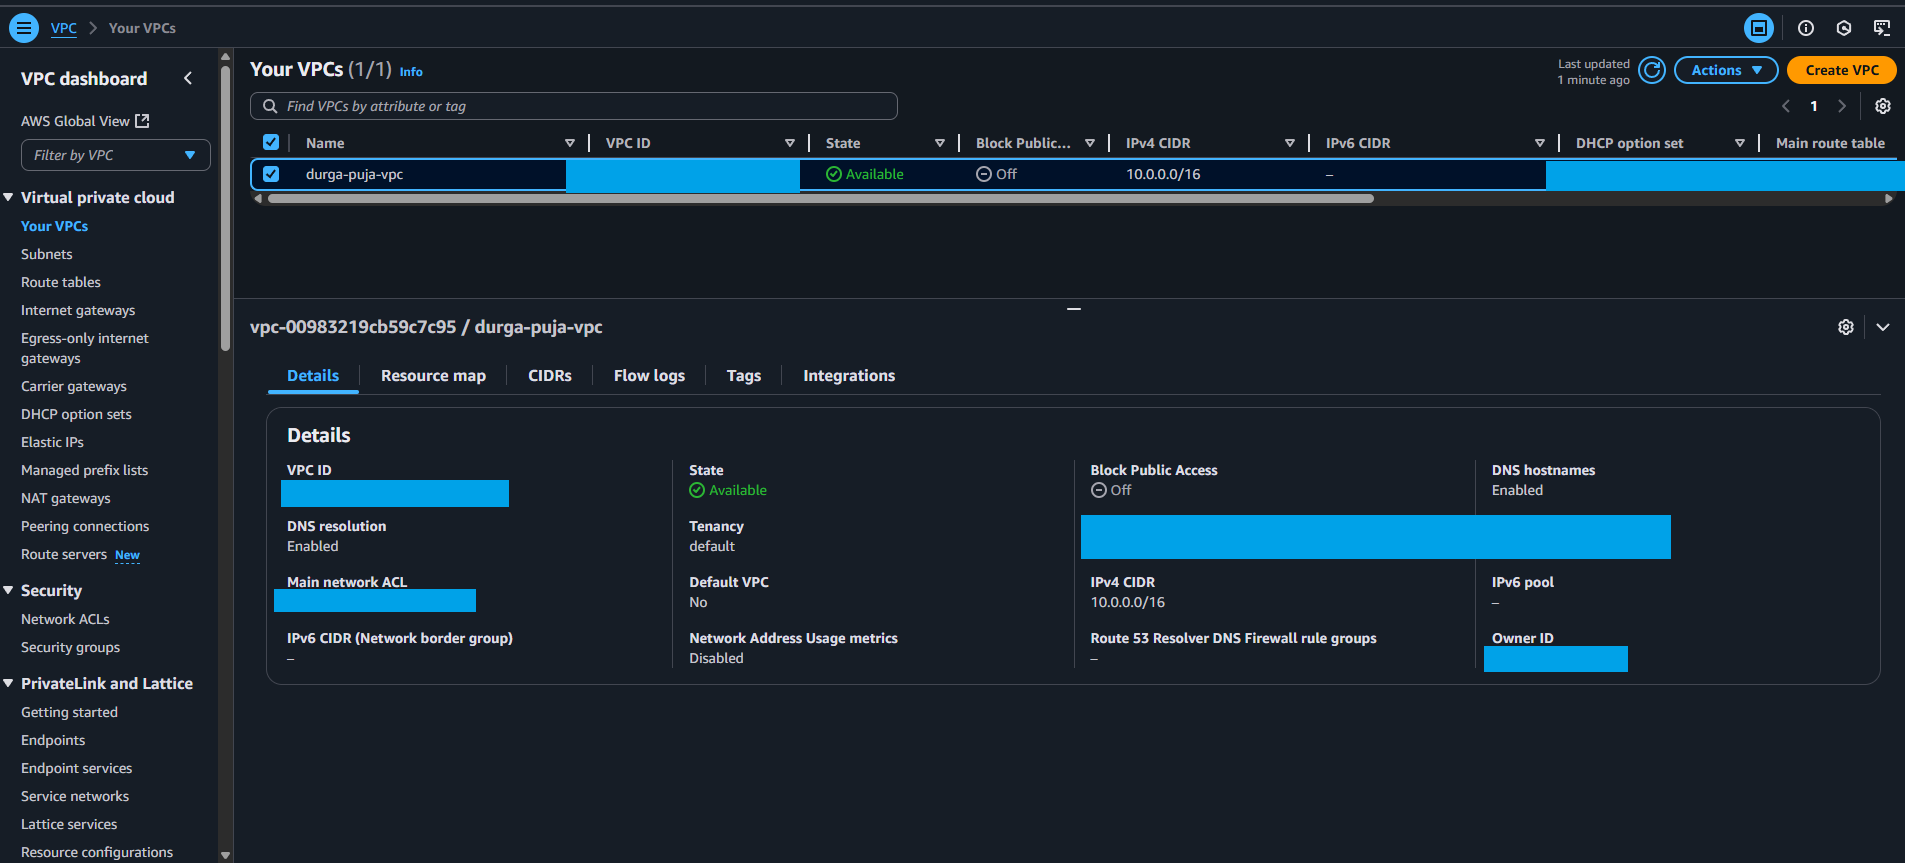 VPC > Your VPCs
VPC dashboard
AWS Global View
Filter by VPC
Virtual private cloud
Your VPCs
Subnets
Route tables
Internet gateways
Egress-only internet
gateways
Carrier gateways
DHCP option sets
Elastic IPs
Managed prefix lists
NAT gateways
Peering connections
Route servers New
Security
Network ACLs
Security groups
PrivateLink and Lattice
Getting started
Endpoints
Endpoint services
Service networks
Lattice services
Resource configurations
Your VPCs (1/1) Info
Last updated
1 minute ago
Actions
Create VPC
Find VPCs by attribute or tag
1
Name VPC ID State Block Public... IPv4 CIDR IPv6 CIDR DHCP option set Main route table
durga-puja-vpc Available Off 10.0.0.0/16 –
vpc-00983219cb59c7c95 / durga-puja-vpc
Details Resource map CIDRs Flow logs Tags Integrations
Details
VPC ID
State
Available
Block Public Access
Off
DNS hostnames
Enabled
DNS resolution
Enabled
Tenancy
default
Main network ACL
Default VPC
No
IPv4 CIDR
10.0.0.0/16
IPv6 pool
–
IPv6 CIDR (Network border group)
–
Network Address Usage metrics
Disabled
Route 53 Resolver DNS Firewall rule groups
–
Owner ID